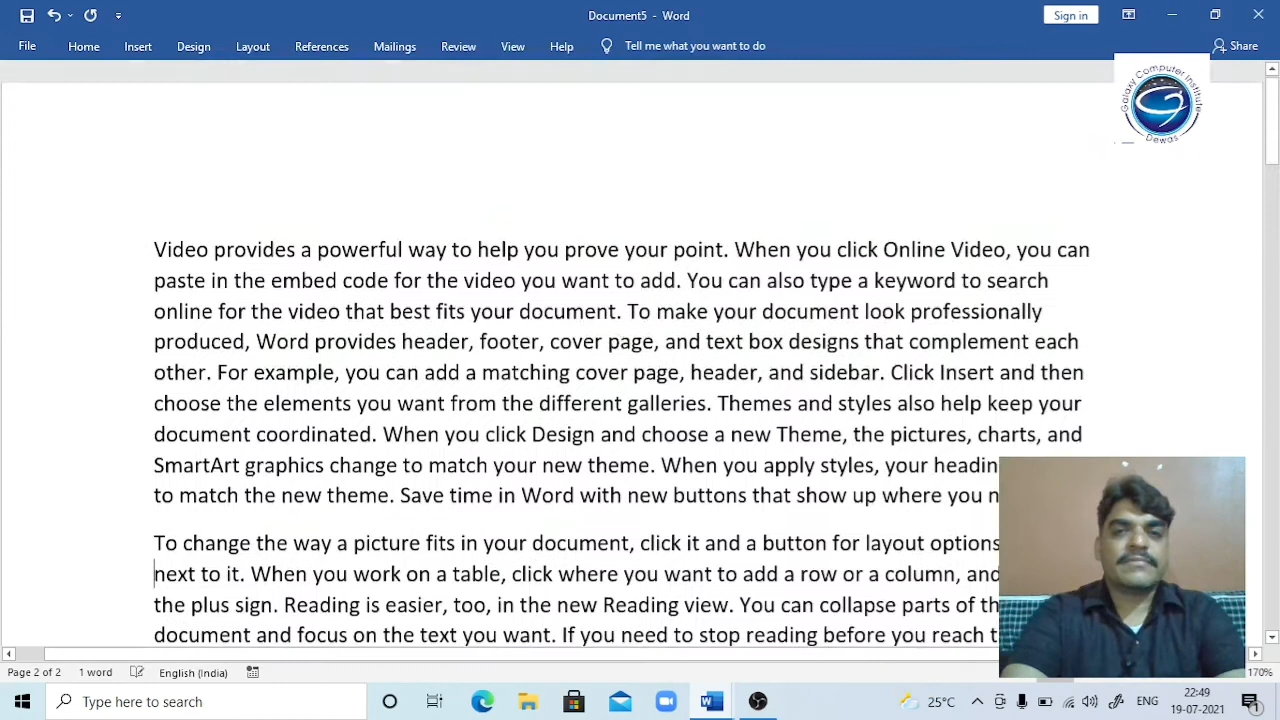 Document5 - Word
Sign in
File Home Insert Design Layout References Mailings Review View Help Tell me what you want to do Share
Galaxy Computer Institute
Dewas
Video provides a powerful way to help you prove your point. When you click Online Video, you can
paste in the embed code for the video you want to add. You can also type a keyword to search
online for the video that best fits your document. To make your document look professionally
produced, Word provides header, footer, cover page, and text box designs that complement each
other. For example, you can add a matching cover page, header, and sidebar. Click Insert and then
choose the elements you want from the different galleries. Themes and styles also help keep your
document coordinated. When you click Design and choose a new Theme, the pictures, charts, and
SmartArt graphics change to match your new theme. When you apply styles, your headin
to match the new theme. Save time in Word with new buttons that show up where you n
To change the way a picture fits in your document, click it and a button for layout options
next to it. When you work on a table, click where you want to add a row or a column, and
the plus sign. Reading is easier, too, in the new Reading view. You can collapse parts of th
document and focus on the text you want. If you need to stop reading before you reach t
Page 2 of 2 1 word English (India) 170%
Type here to search 25°C ENG 22:49
19-07-2021